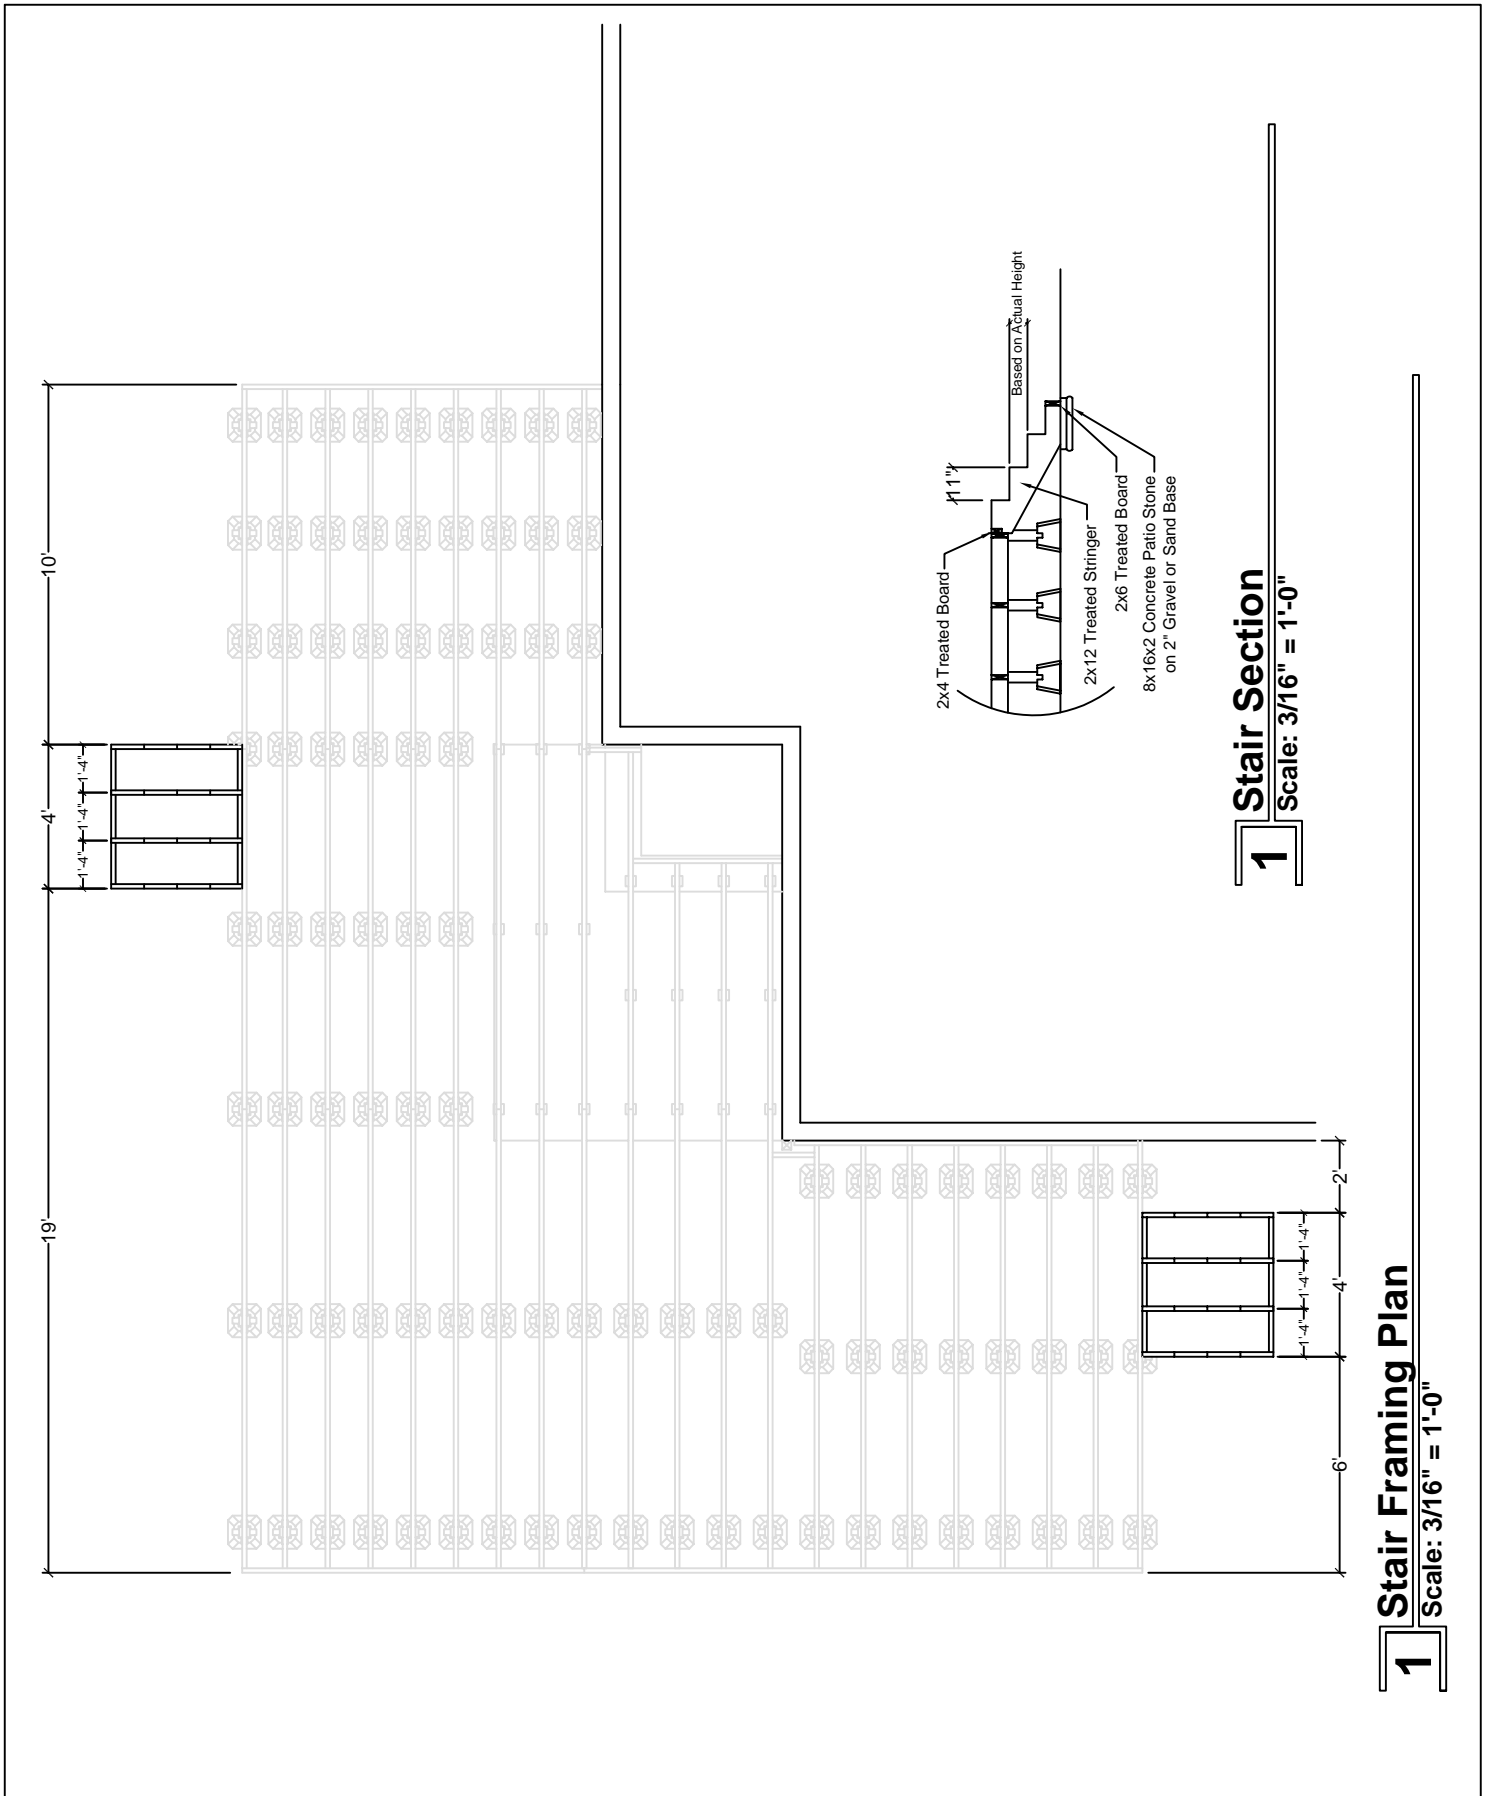 19'
4'
10'
1'-4"
1'-4"
1'-4"
2x4 Treated Board
11"
Based on Actual Height
2x12 Treated Stringer
2x6 Treated Board
8x16x2 Concrete Patio Stone
on 2" Gravel or Sand Base
1
Stair Section
Scale: 3/16" = 1'-0"
1'-4"
1'-4"
1'-4"
6'
4'
2'
1
Stair Framing Plan
Scale: 3/16" = 1'-0"